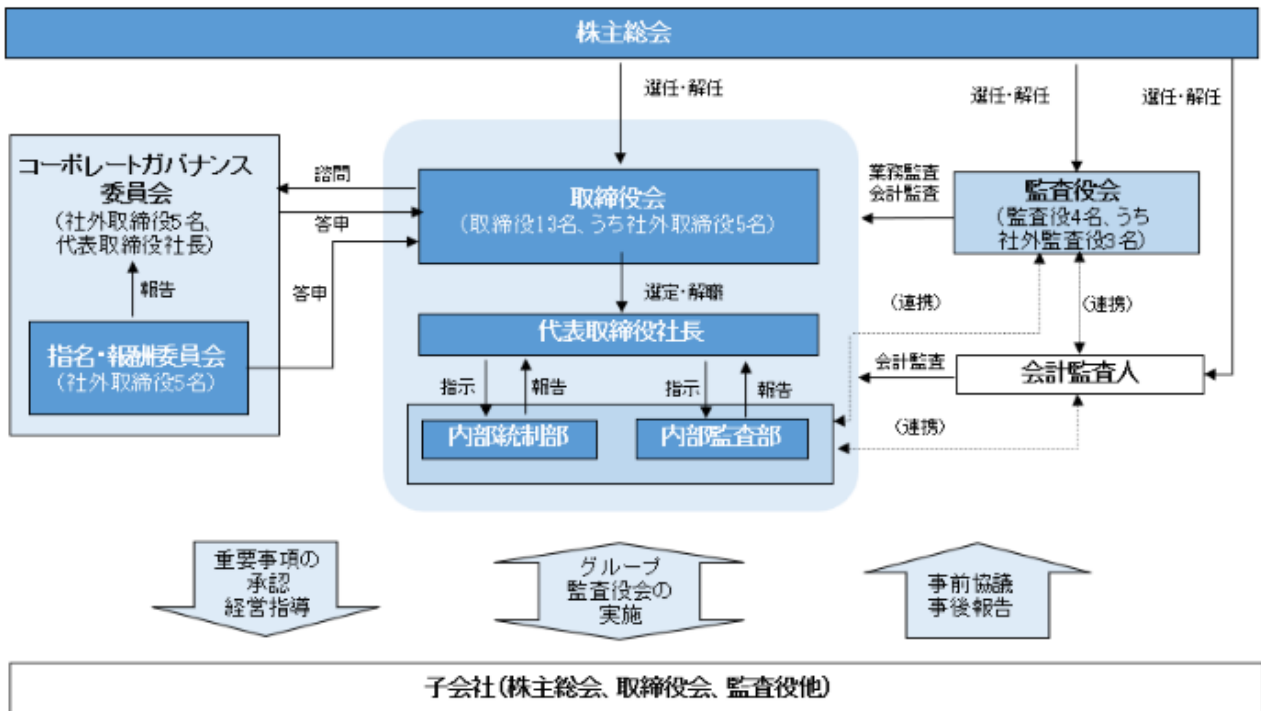 株主総会
選任・解任
選任・解任
選任・解任
コーポレートガバナンス
委員会
(社外取締役5名、
代表取締役社長)
報告
指名・報酬委員会
(社外取締役5名)
諮問
答申
答申
取締役会
(取締役13名、うち社外取締役5名)
選定・解職
代表取締役社長
指示
報告
指示
報告
内部統制部
内部監査部
業務監査
会計監査
監査役会
(監査役4名、うち
社外監査役3名)
(連携)
(連携)
会計監査
会計監査人
(連携)
重要事項の
承認
経営指導
グループ
監査役会の
実施
事前協議
事後報告
子会社(株主総会、取締役会、監査役他)